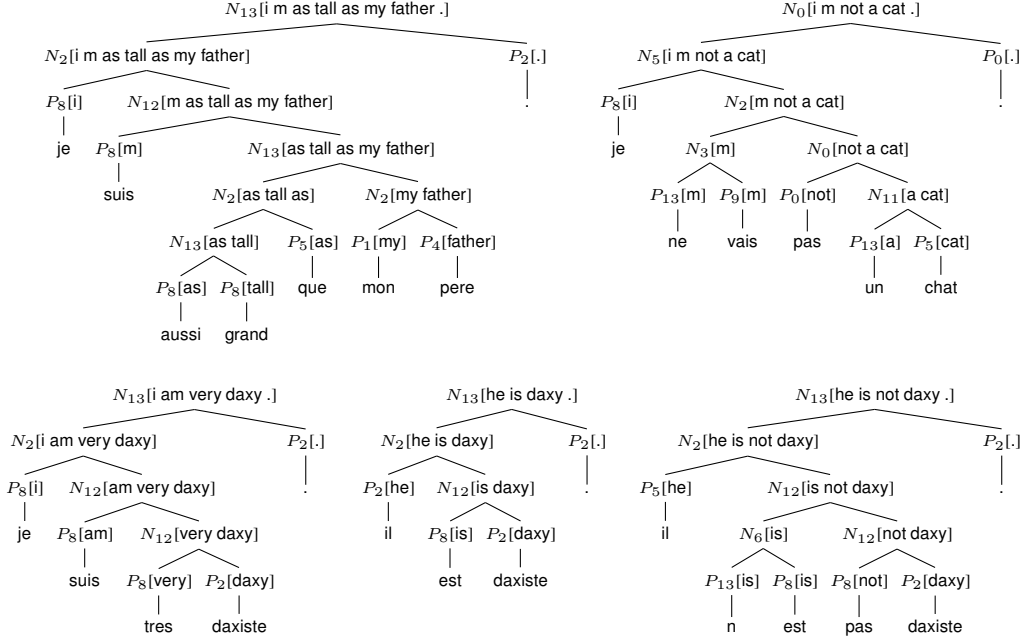 N13[i m as tall as my father .] N0[i m not a cat .]
N2[i m as tall as my father] P2[.] N5[i m not a cat] P0[.]
P8[i] N12[m as tall as my father] . P8[i] N2[m not a cat] .
je P8[m] N13[as tall as my father] je N3[m] N0[not a cat]
suis N2[as tall as] N2[my father] P13[m] P9[m] P0[not] N11[a cat]
N13[as tall] P5[as] P1[my] P4[father] ne vais pas P13[a] P5[cat]
P8[as] P8[tall] que mon pere un chat
aussi grand
N13[i am very daxy .] N13[he is daxy .] N13[he is not daxy .]
N2[i am very daxy] P2[.] N2[he is daxy] P2[.] N2[he is not daxy] P2[.]
P8[i] N12[am very daxy] . P2[he] N12[is daxy] . P5[he] N12[is not daxy] .
je P8[am] N12[very daxy] il P8[is] P2[daxy] il N6[is] N12[not daxy]
suis P8[very] P2[daxy] est daxiste P13[is] P8[is] P8[not] P2[daxy]
tres daxiste n est pas daxiste